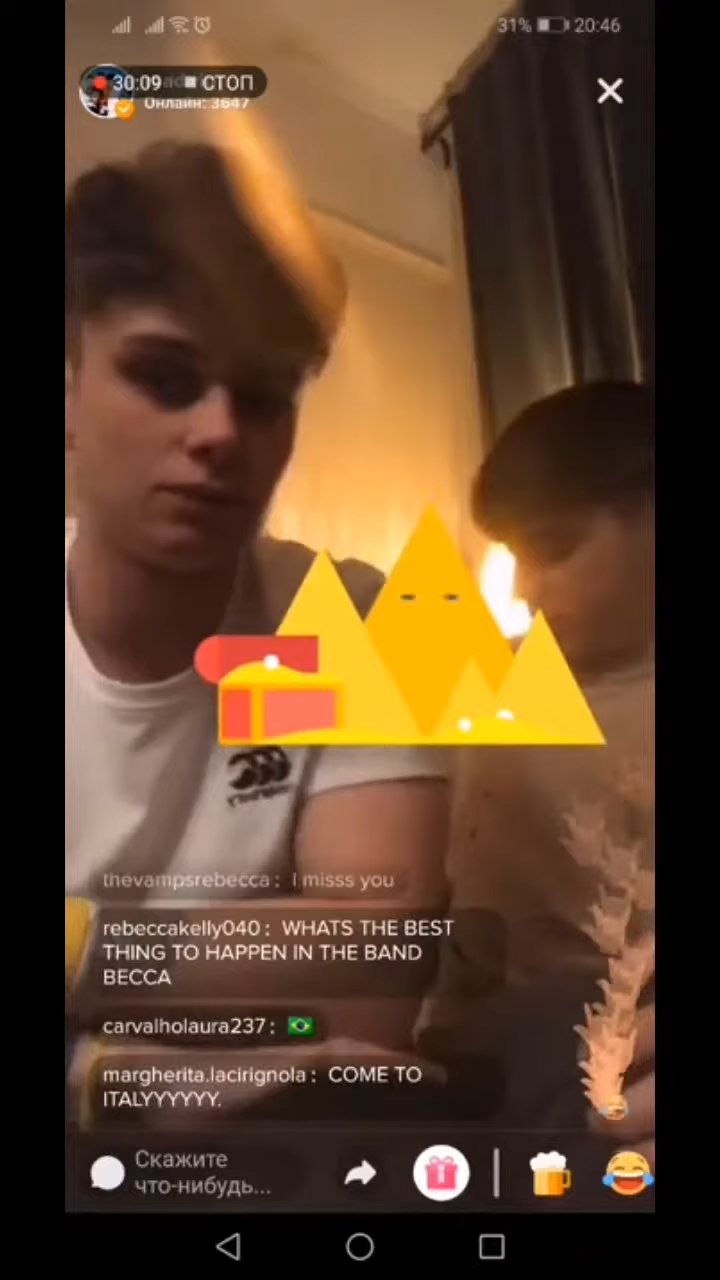 31% 20:46
30:09 СТОП
Онлайн: 3647
thevampsrebecca: I misss you
rebeccakelly040: WHATS THE BEST
THING TO HAPPEN IN THE BAND
BECCA
carvalholaura237: 🇧🇷
margherita.lacirignola: COME TO
ITALYYYYYY.
Скажите
что-нибудь...